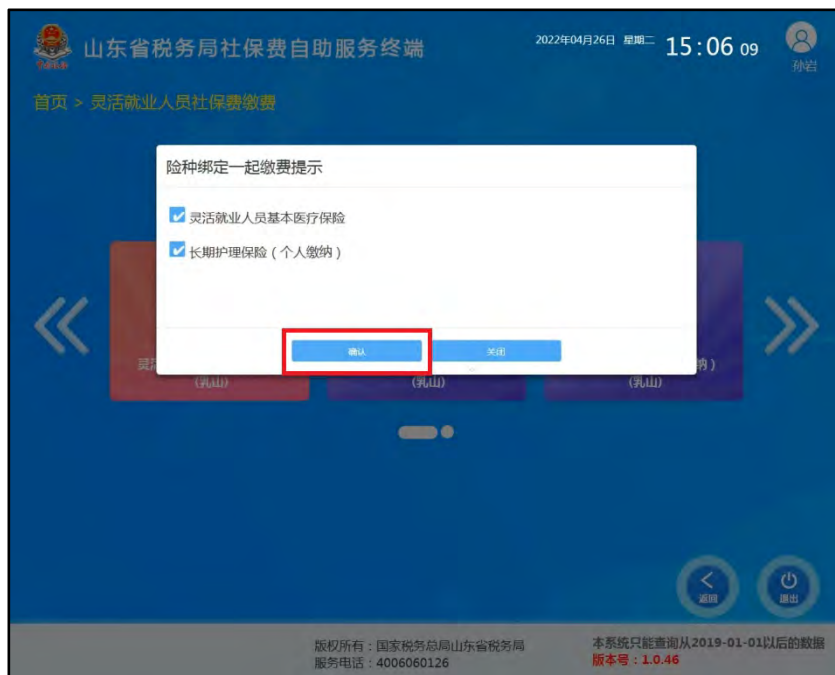 山东省税务局社保费自助服务终端
2022年04月26日 星期二 15:06 09
孙岩
首页 > 灵活就业人员社保费缴费
险种绑定一起缴费提示
灵活就业人员基本医疗保险
长期护理保险（个人缴纳）
确认 关闭
灵活 纳）
(乳山) (乳山) (乳山)
返回 退出
版权所有：国家税务总局山东省税务局
服务电话：4006060126
本系统只能查询从2019-01-01以后的数据
版本号：1.0.46